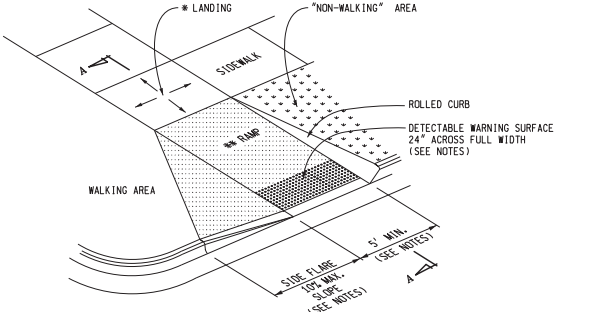 * LANDING
"NON-WALKING" AREA
A
SIDEWALK
ROLLED CURB
** RAMP
DETECTABLE WARNING SURFACE
24" ACROSS FULL WIDTH
(SEE NOTES)
WALKING AREA
5' MIN.
(SEE NOTES)
SIDE FLARE
10% MAX.
SLOPE
(SEE NOTES)
A